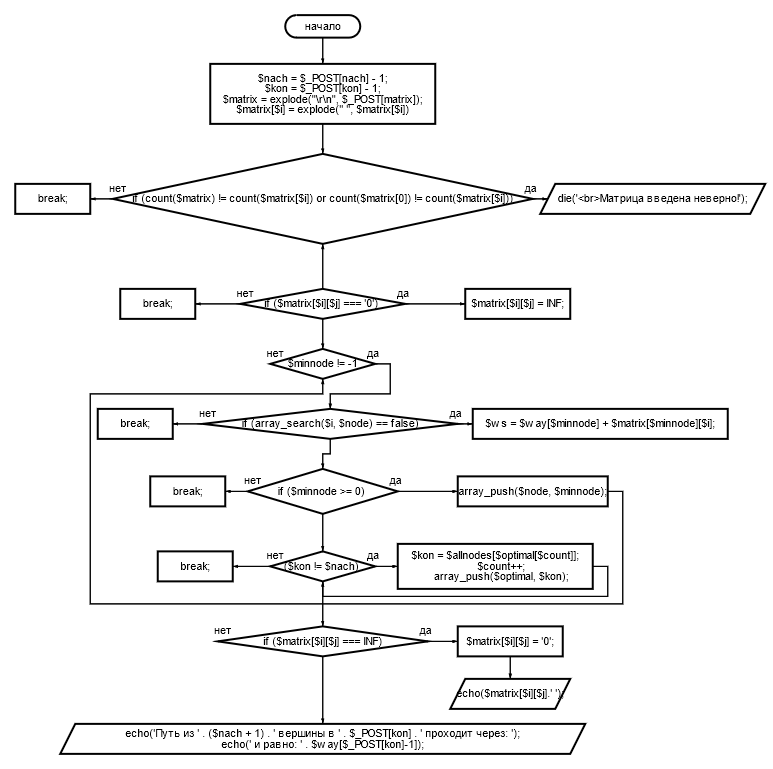 начало
$nach = $_POST[nach] - 1;
$kon = $_POST[kon] - 1;
$matrix = explode("\r\n", $_POST[matrix]);
$matrix[$i] = explode(" ", $matrix[$i])
нет
да
break;
if (count($matrix) != count($matrix[$i]) or count($matrix[0]) != count($matrix[$i]))
die('<br>Матрица введена неверно!');
нет
да
break;
if ($matrix[$i][$j] === '0')
$matrix[$i][$j] = INF;
нет
да
$minnode != -1
нет
да
break;
if (array_search($i, $node) == false)
$ws = $way[$minnode] + $matrix[$minnode][$i];
нет
да
break;
if ($minnode >= 0)
array_push($node, $minnode);
нет
да
break;
($kon != $nach)
$kon = $allnodes[$optimal[$count]];
$count++;
array_push($optimal, $kon);
нет
да
if ($matrix[$i][$j] === INF)
$matrix[$i][$j] = '0';
echo($matrix[$i][$j].' ');
echo('Путь из ' . ($nach + 1) . ' вершины в ' . $_POST[kon] . ' проходит через: ');
echo(' и равно: ' . $way[$_POST[kon]-1]);